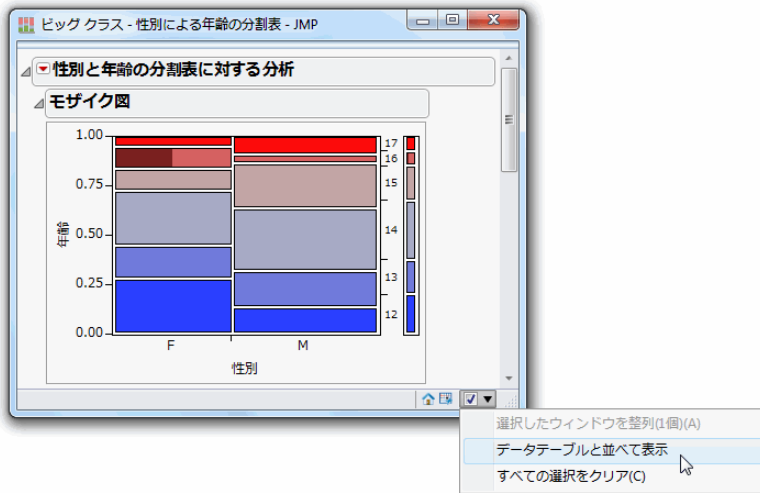 ビッグ クラス - 性別による年齢の分割表 - JMP
性別と年齢の分割表に対する分析
モザイク図
1.00
0.75
0.50
0.25
0.00
年齢
17
16
15
14
13
12
F
M
性別
選択したウィンドウを整列(1個)(A)
データテーブルと並べて表示
すべての選択をクリア(C)